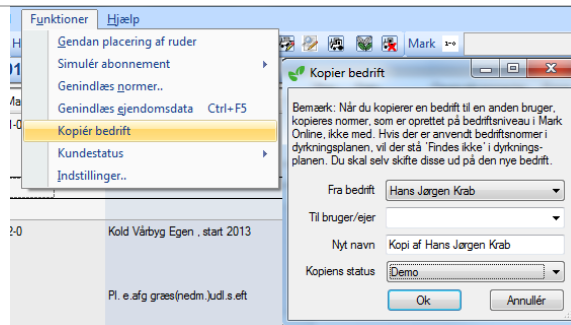 Funktioner Hjælp
Gendan placering af ruder
Simulér abonnement
Genindlæs normer..
Genindlæs ejendomsdata Ctrl+F5
Kopiér bedrift
Kundestatus
Indstillinger..
Mark
Kopier bedrift
Bemærk: Når du kopierer en bedrift til en anden bruger,
kopieres normer, som er oprettet på bedriftsniveau i Mark
Online, ikke med. Hvis der er anvendt bedriftsnormer i
dyrkningsplanen, vil der stå 'Findes ikke' i dyrknings-
planen. Du skal selv skifte disse ud på den nye bedrift.
Fra bedrift Hans Jørgen Krab
Til bruger/ejer
Nyt navn Kopi af Hans Jørgen Krab
Kopiens status Demo
Ok Annullér
2-0 Kold Vårbyg Egen , start 2013
Pl. e.afg græs(nedm.)udl.s.eft